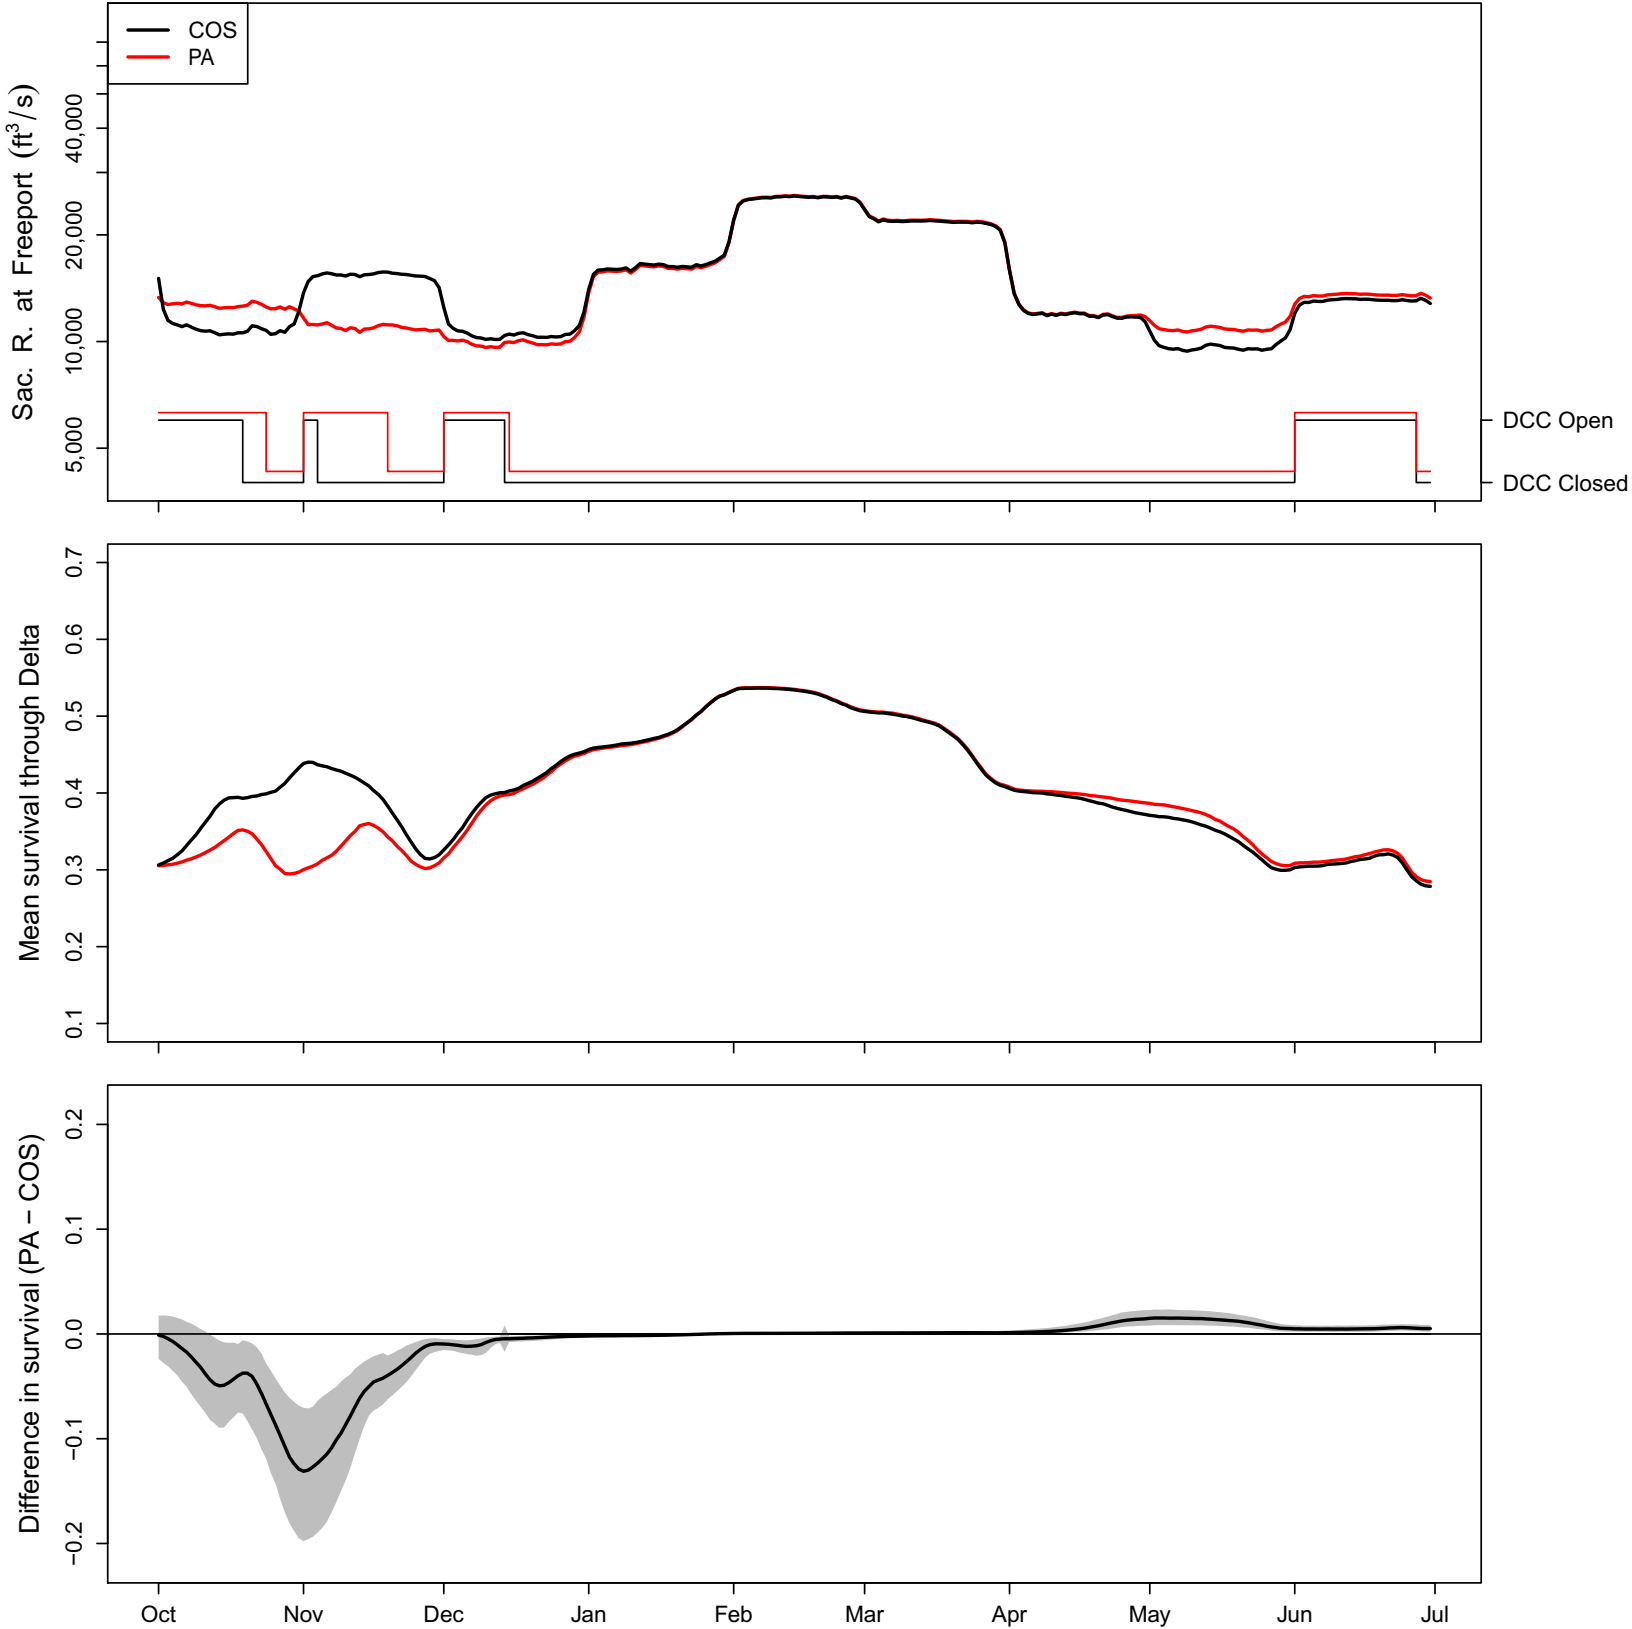 COS
PA
Sac. R. at Freeport (ft³/s)
40,000
20,000
10,000
5,000
DCC Open
DCC Closed
Mean survival through Delta
0.7
0.6
0.5
0.4
0.3
0.2
0.1
Difference in survival (PA − COS)
0.2
0.1
0.0
−0.1
−0.2
Oct Nov Dec Jan Feb Mar Apr May Jun Jul